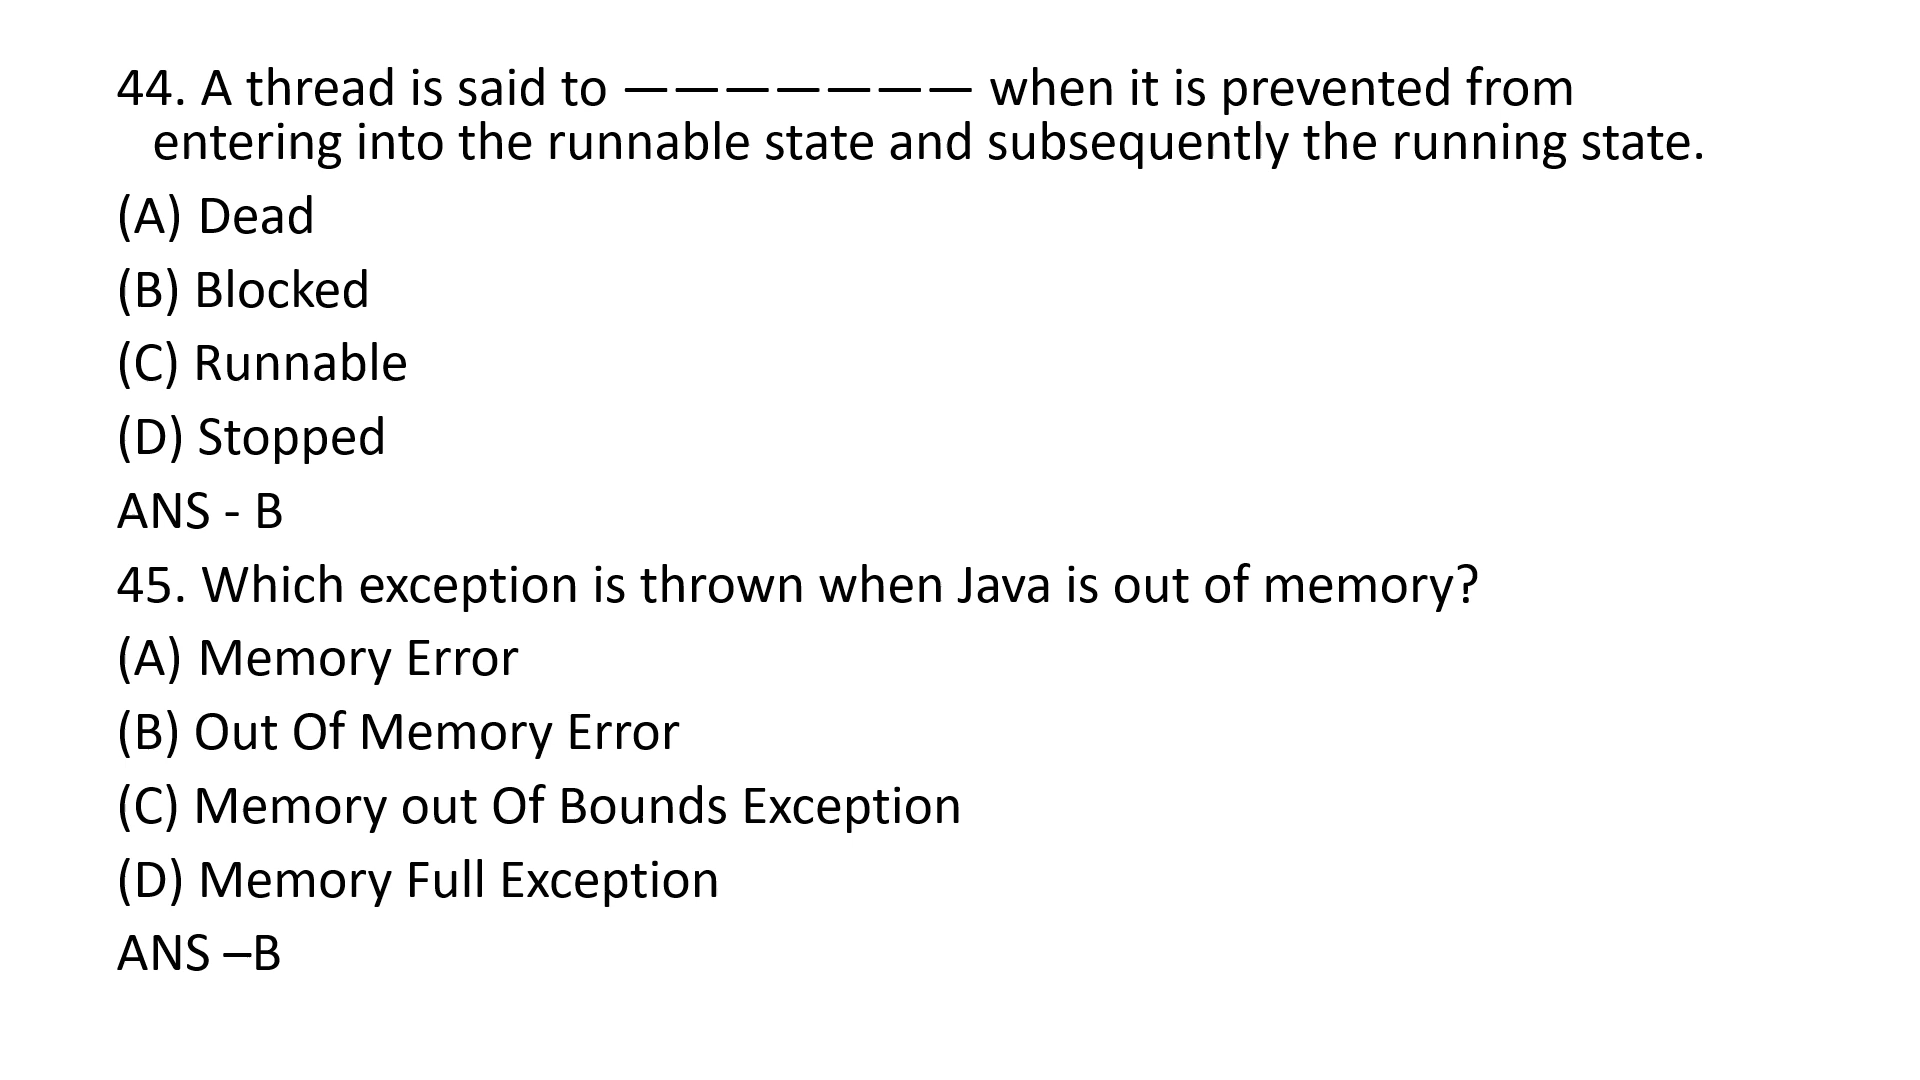 44. A thread is said to ——————— when it is prevented from
entering into the runnable state and subsequently the running state.
(A) Dead
(B) Blocked
(C) Runnable
(D) Stopped
ANS - B
45. Which exception is thrown when Java is out of memory?
(A) Memory Error
(B) Out Of Memory Error
(C) Memory out Of Bounds Exception
(D) Memory Full Exception
ANS –B